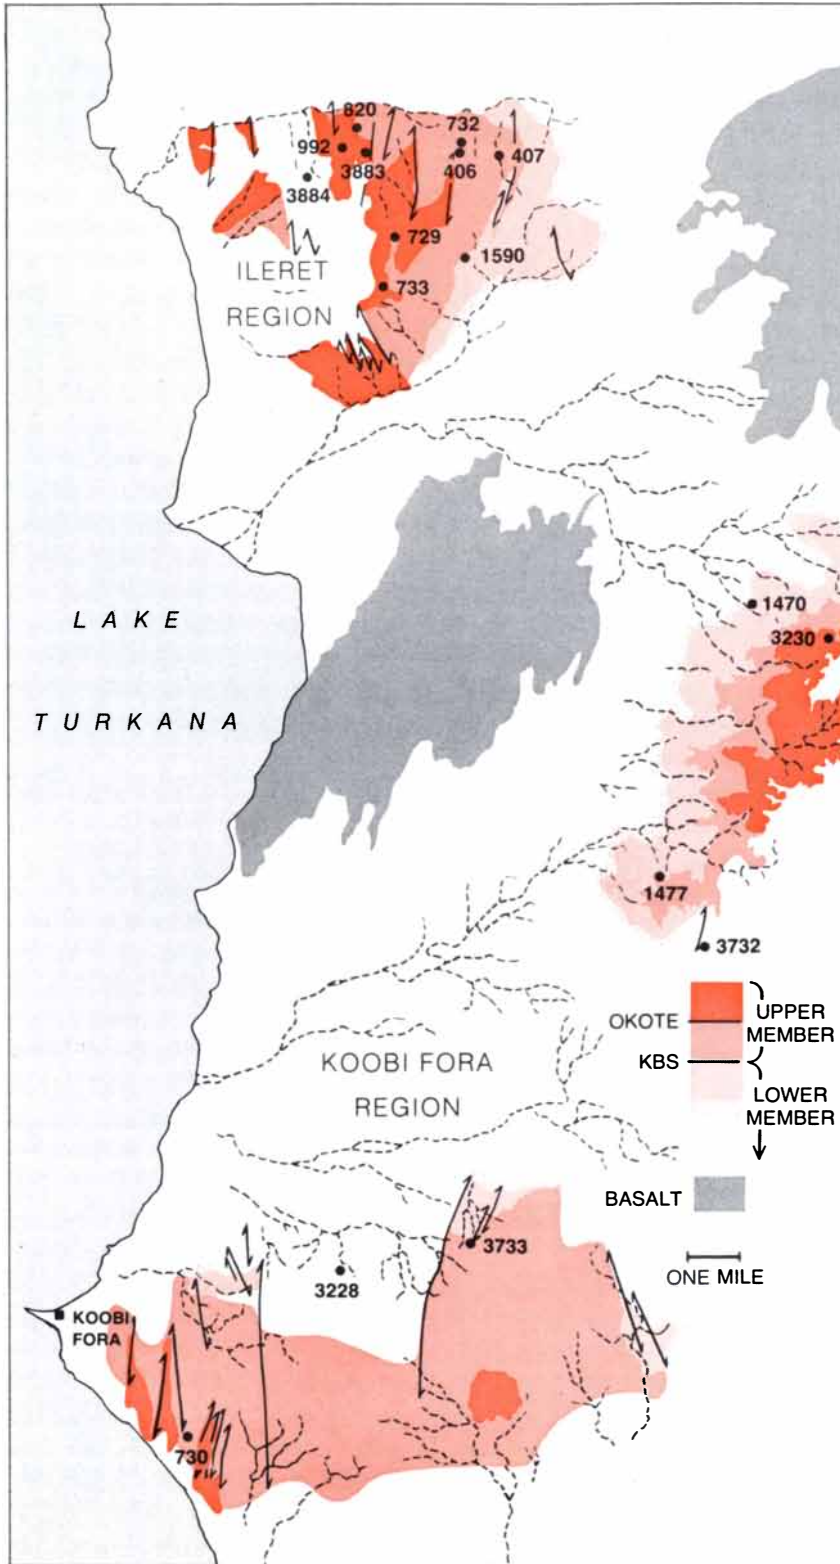 820
732
992
407
3883
406
3884
729
1590
ILERET
733
REGION
1470
LAKE
3230
TURKANA
1477
3732
OKOTE
UPPER
MEMBER
KBS
KOOBI FORA
REGION
LOWER
MEMBER
BASALT
3733
3228
ONE MILE
KOOBI
FORA
730